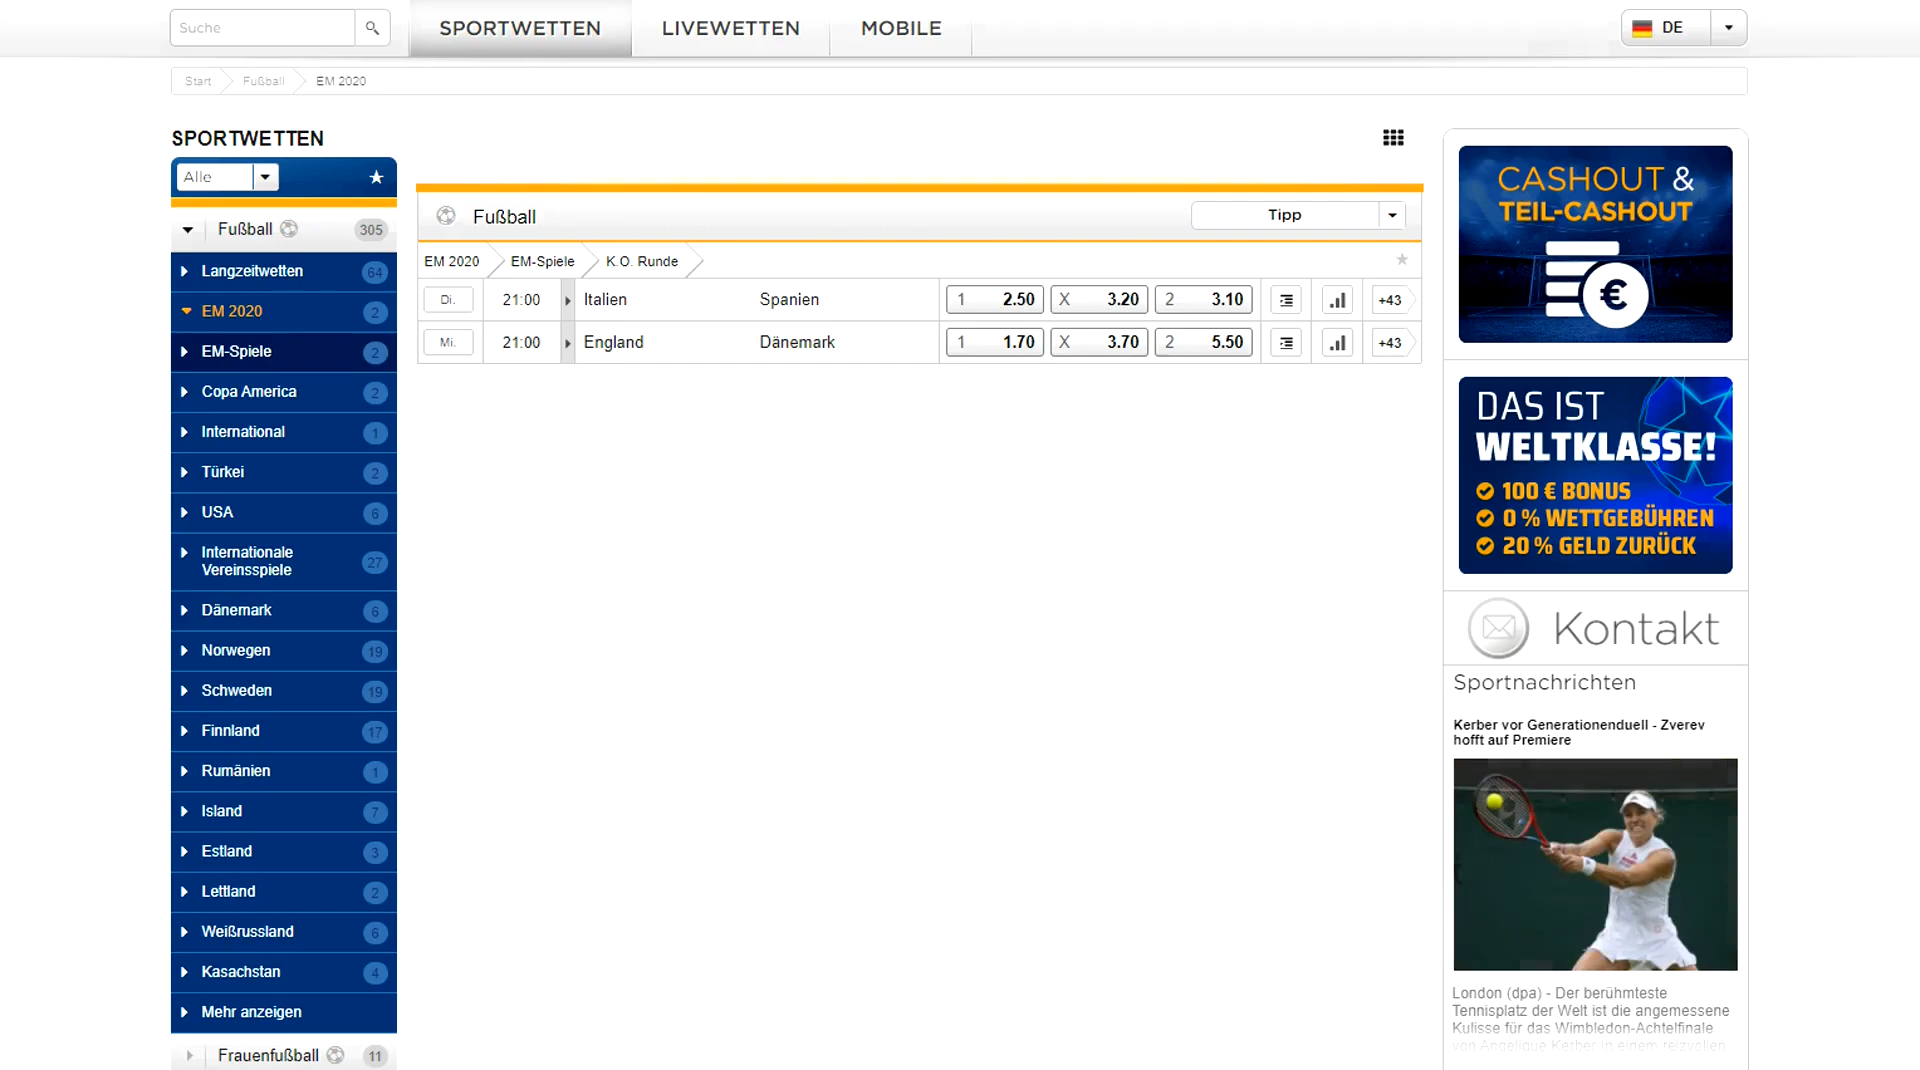 Suche
SPORTWETTEN
LIVEWETTEN
MOBILE
DE
Start
Fußball
EM 2020
SPORTWETTEN
Alle
Fußball 305
Langzeitwetten 64
EM 2020 2
EM-Spiele 2
Copa America 2
International 1
Türkei 2
USA 6
Internationale
Vereinsspiele 27
Dänemark 6
Norwegen 19
Schweden 19
Finnland 17
Rumänien 1
Island 7
Estland 3
Lettland 2
Weißrussland 6
Kasachstan 4
Mehr anzeigen
Frauenfußball 11
Fußball
Tipp
EM 2020 EM-Spiele K.O. Runde
Di. 21:00 Italien Spanien 1 2.50 X 3.20 2 3.10 +43
Mi. 21:00 England Dänemark 1 1.70 X 3.70 2 5.50 +43
CASHOUT &
TEIL-CASHOUT
€
DAS IST
WELTKLASSE!
100 € BONUS
0 % WETTGEBÜHREN
20 % GELD ZURÜCK
Kontakt
Sportnachrichten
Kerber vor Generationenduell - Zverev
hofft auf Premiere
London (dpa) - Der berühmteste
Tennisplatz der Welt ist die angemessene
Kulisse für das Wimbledon-Achtelfinale
von Angelique Kerber in einem reizvollen